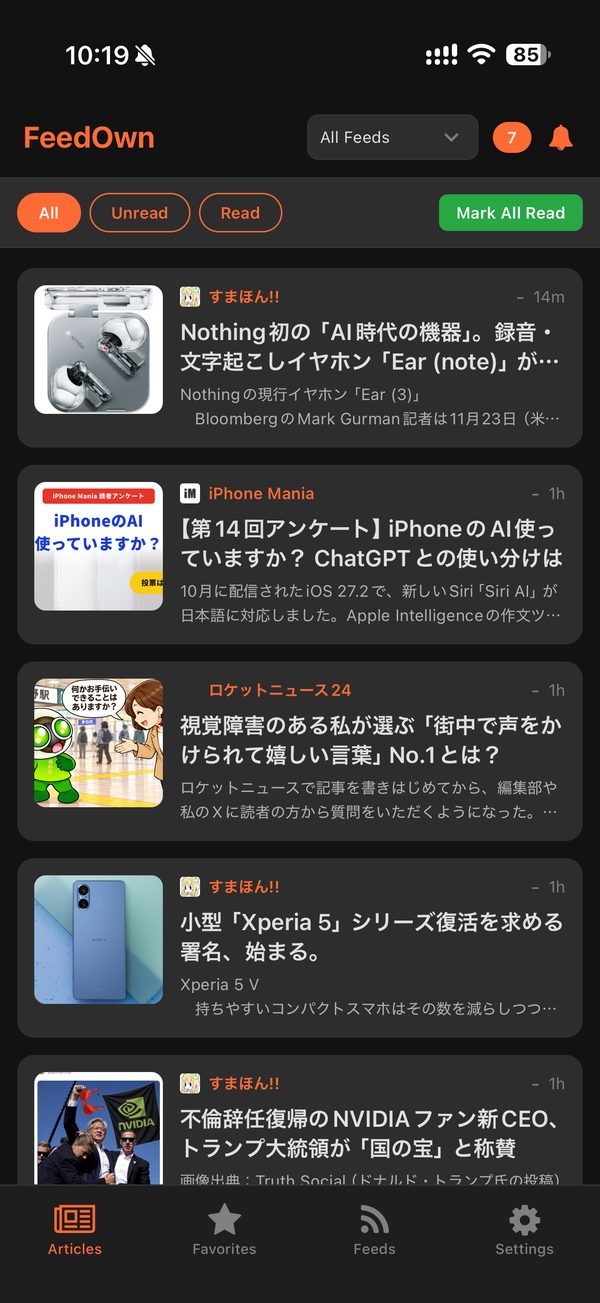 10:19
85
FeedOwn
All Feeds
7
All
Unread
Read
Mark All Read
すまほん!!
- 14m
Nothing初の「AI時代の機器」。録音・
文字起こしイヤホン「Ear (note)」が…
Nothingの現行イヤホン「Ear (3)」
BloombergのMark Gurman記者は11月23日（米…
iPhone Mania 読者アンケート
iPhoneのAI
使っていますか？
投票は
iM
iPhone Mania
- 1h
【第14回アンケート】iPhoneのAI使っ
ていますか？ ChatGPTとの使い分けは
10月に配信されたiOS 27.2で、新しいSiri「Siri AI」が
日本語に対応しました。Apple Intelligenceの作文ツ…
野駅
何かお手伝い
できることは
ありますか？
ロケットニュース24
- 1h
視覚障害のある私が選ぶ「街中で声をか
けられて嬉しい言葉」No.1とは？
ロケットニュースで記事を書きはじめてから、編集部や
私のXに読者の方から質問をいただくようになった。…
SONY
すまほん!!
- 1h
小型「Xperia 5」シリーズ復活を求める
署名、始まる。
Xperia 5 V
持ちやすいコンパクトスマホはその数を減らしつつ…
NVIDIA
すまほん!!
- 1h
不倫辞任復帰のNVIDIAファン新CEO、
トランプ大統領が「国の宝」と称賛
画像出典：Truth Social（ドナルド・トランプ氏の投稿）
Articles
Favorites
Feeds
Settings